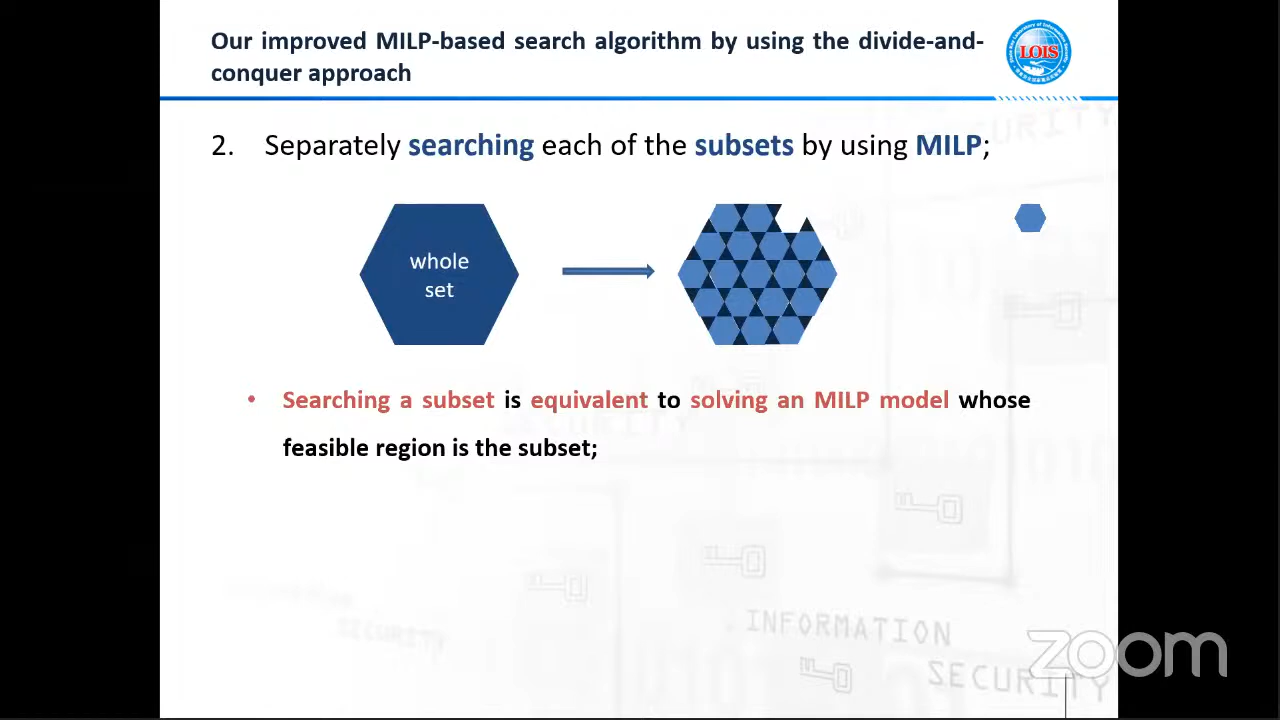 Our improved MILP-based search algorithm by using the divide-and-
conquer approach
LOIS
2. Separately searching each of the subsets by using MILP;
whole
set
• Searching a subset is equivalent to solving an MILP model whose
feasible region is the subset;
INFORMATION
SECURITY
zoom